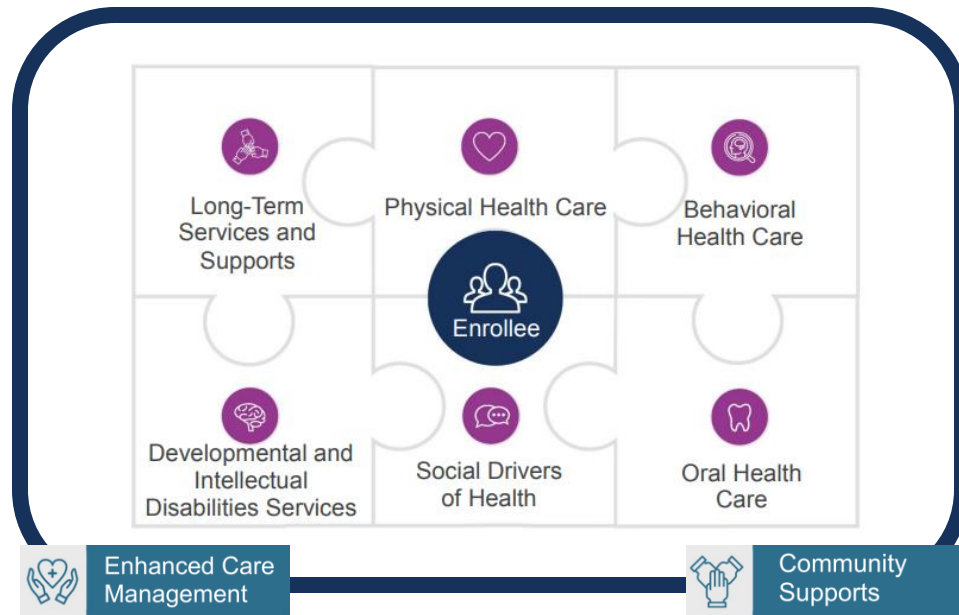 Long-Term
Services and
Supports
Physical Health Care
Behavioral
Health Care
Enrollee
Developmental and
Intellectual
Disabilities Services
Social Drivers
of Health
Oral Health
Care
Enhanced Care
Management
Community
Supports